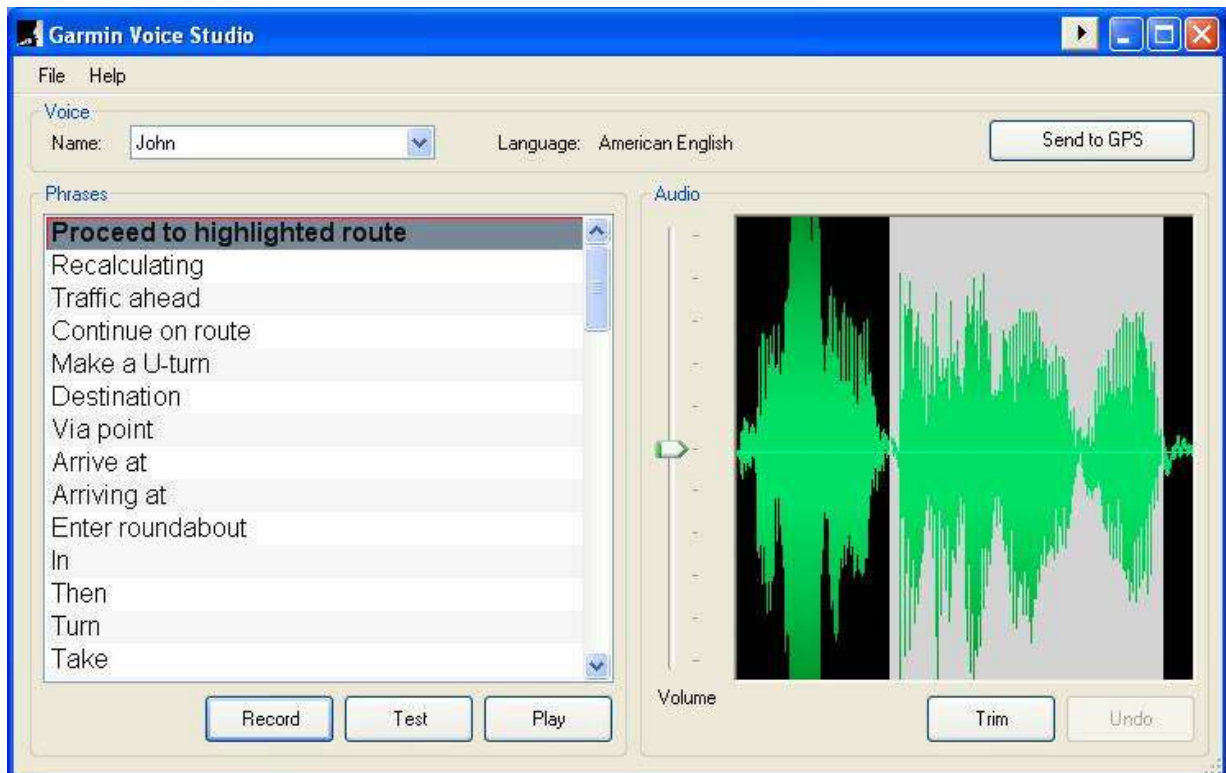 Garmin Voice Studio
File Help
Voice
Name: John Language: American English Send to GPS
Phrases
Proceed to highlighted route
Recalculating
Traffic ahead
Continue on route
Make a U-turn
Destination
Via point
Arrive at
Arriving at
Enter roundabout
In
Then
Turn
Take
Record Test Play
Audio
Volume
Trim Undo